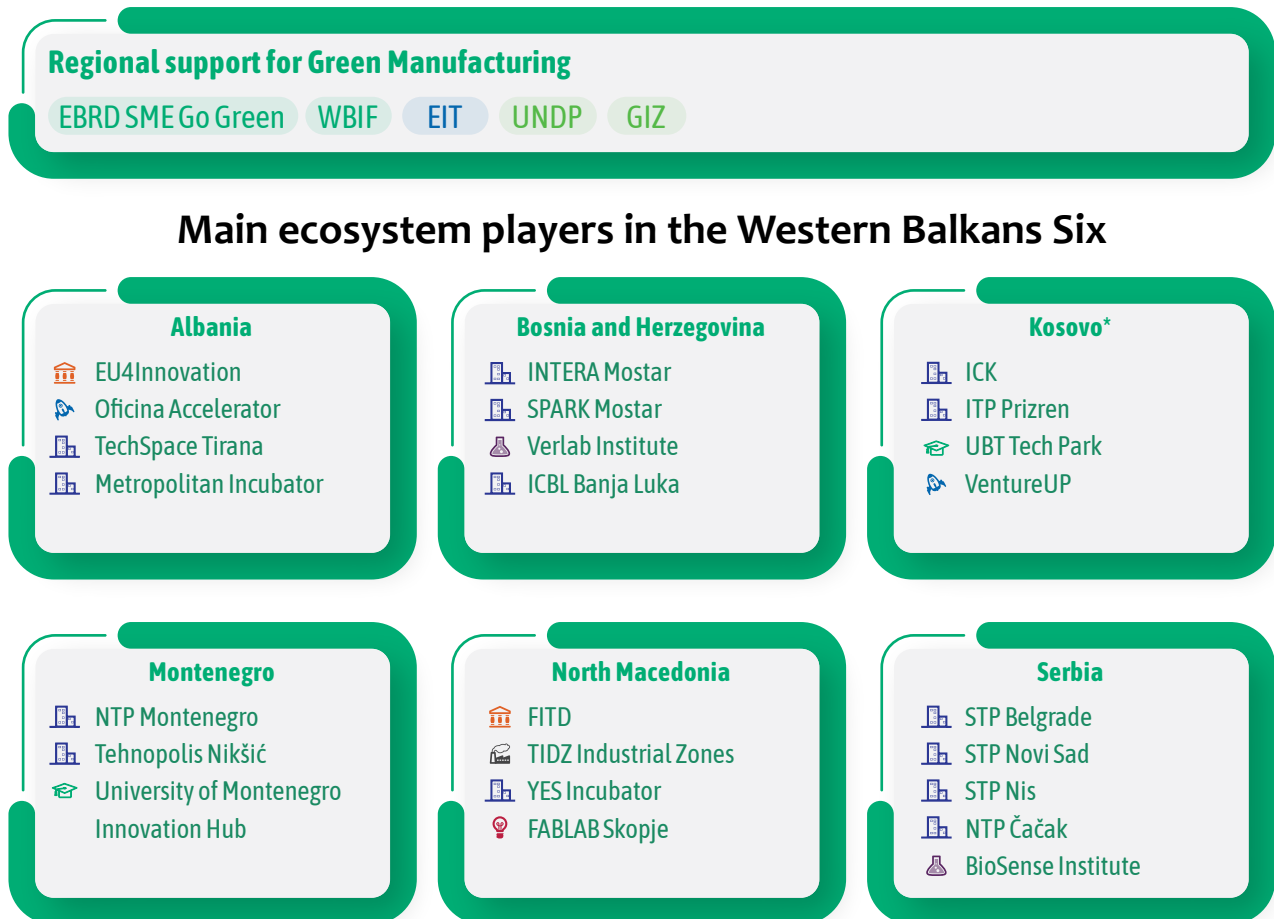 Regional support for Green Manufacturing
EBRD SME Go Green WBIF EIT UNDP GIZ
Main ecosystem players in the Western Balkans Six
Albania
EU4Innovation
Oficina Accelerator
TechSpace Tirana
Metropolitan Incubator
Bosnia and Herzegovina
INTERA Mostar
SPARK Mostar
Verlab Institute
ICBL Banja Luka
Kosovo*
ICK
ITP Prizren
UBT Tech Park
VentureUP
Montenegro
NTP Montenegro
Tehnopolis Nikšić
University of Montenegro
Innovation Hub
North Macedonia
FITD
TIDZ Industrial Zones
YES Incubator
FABLAB Skopje
Serbia
STP Belgrade
STP Novi Sad
STP Nis
NTP Čačak
BioSense Institute